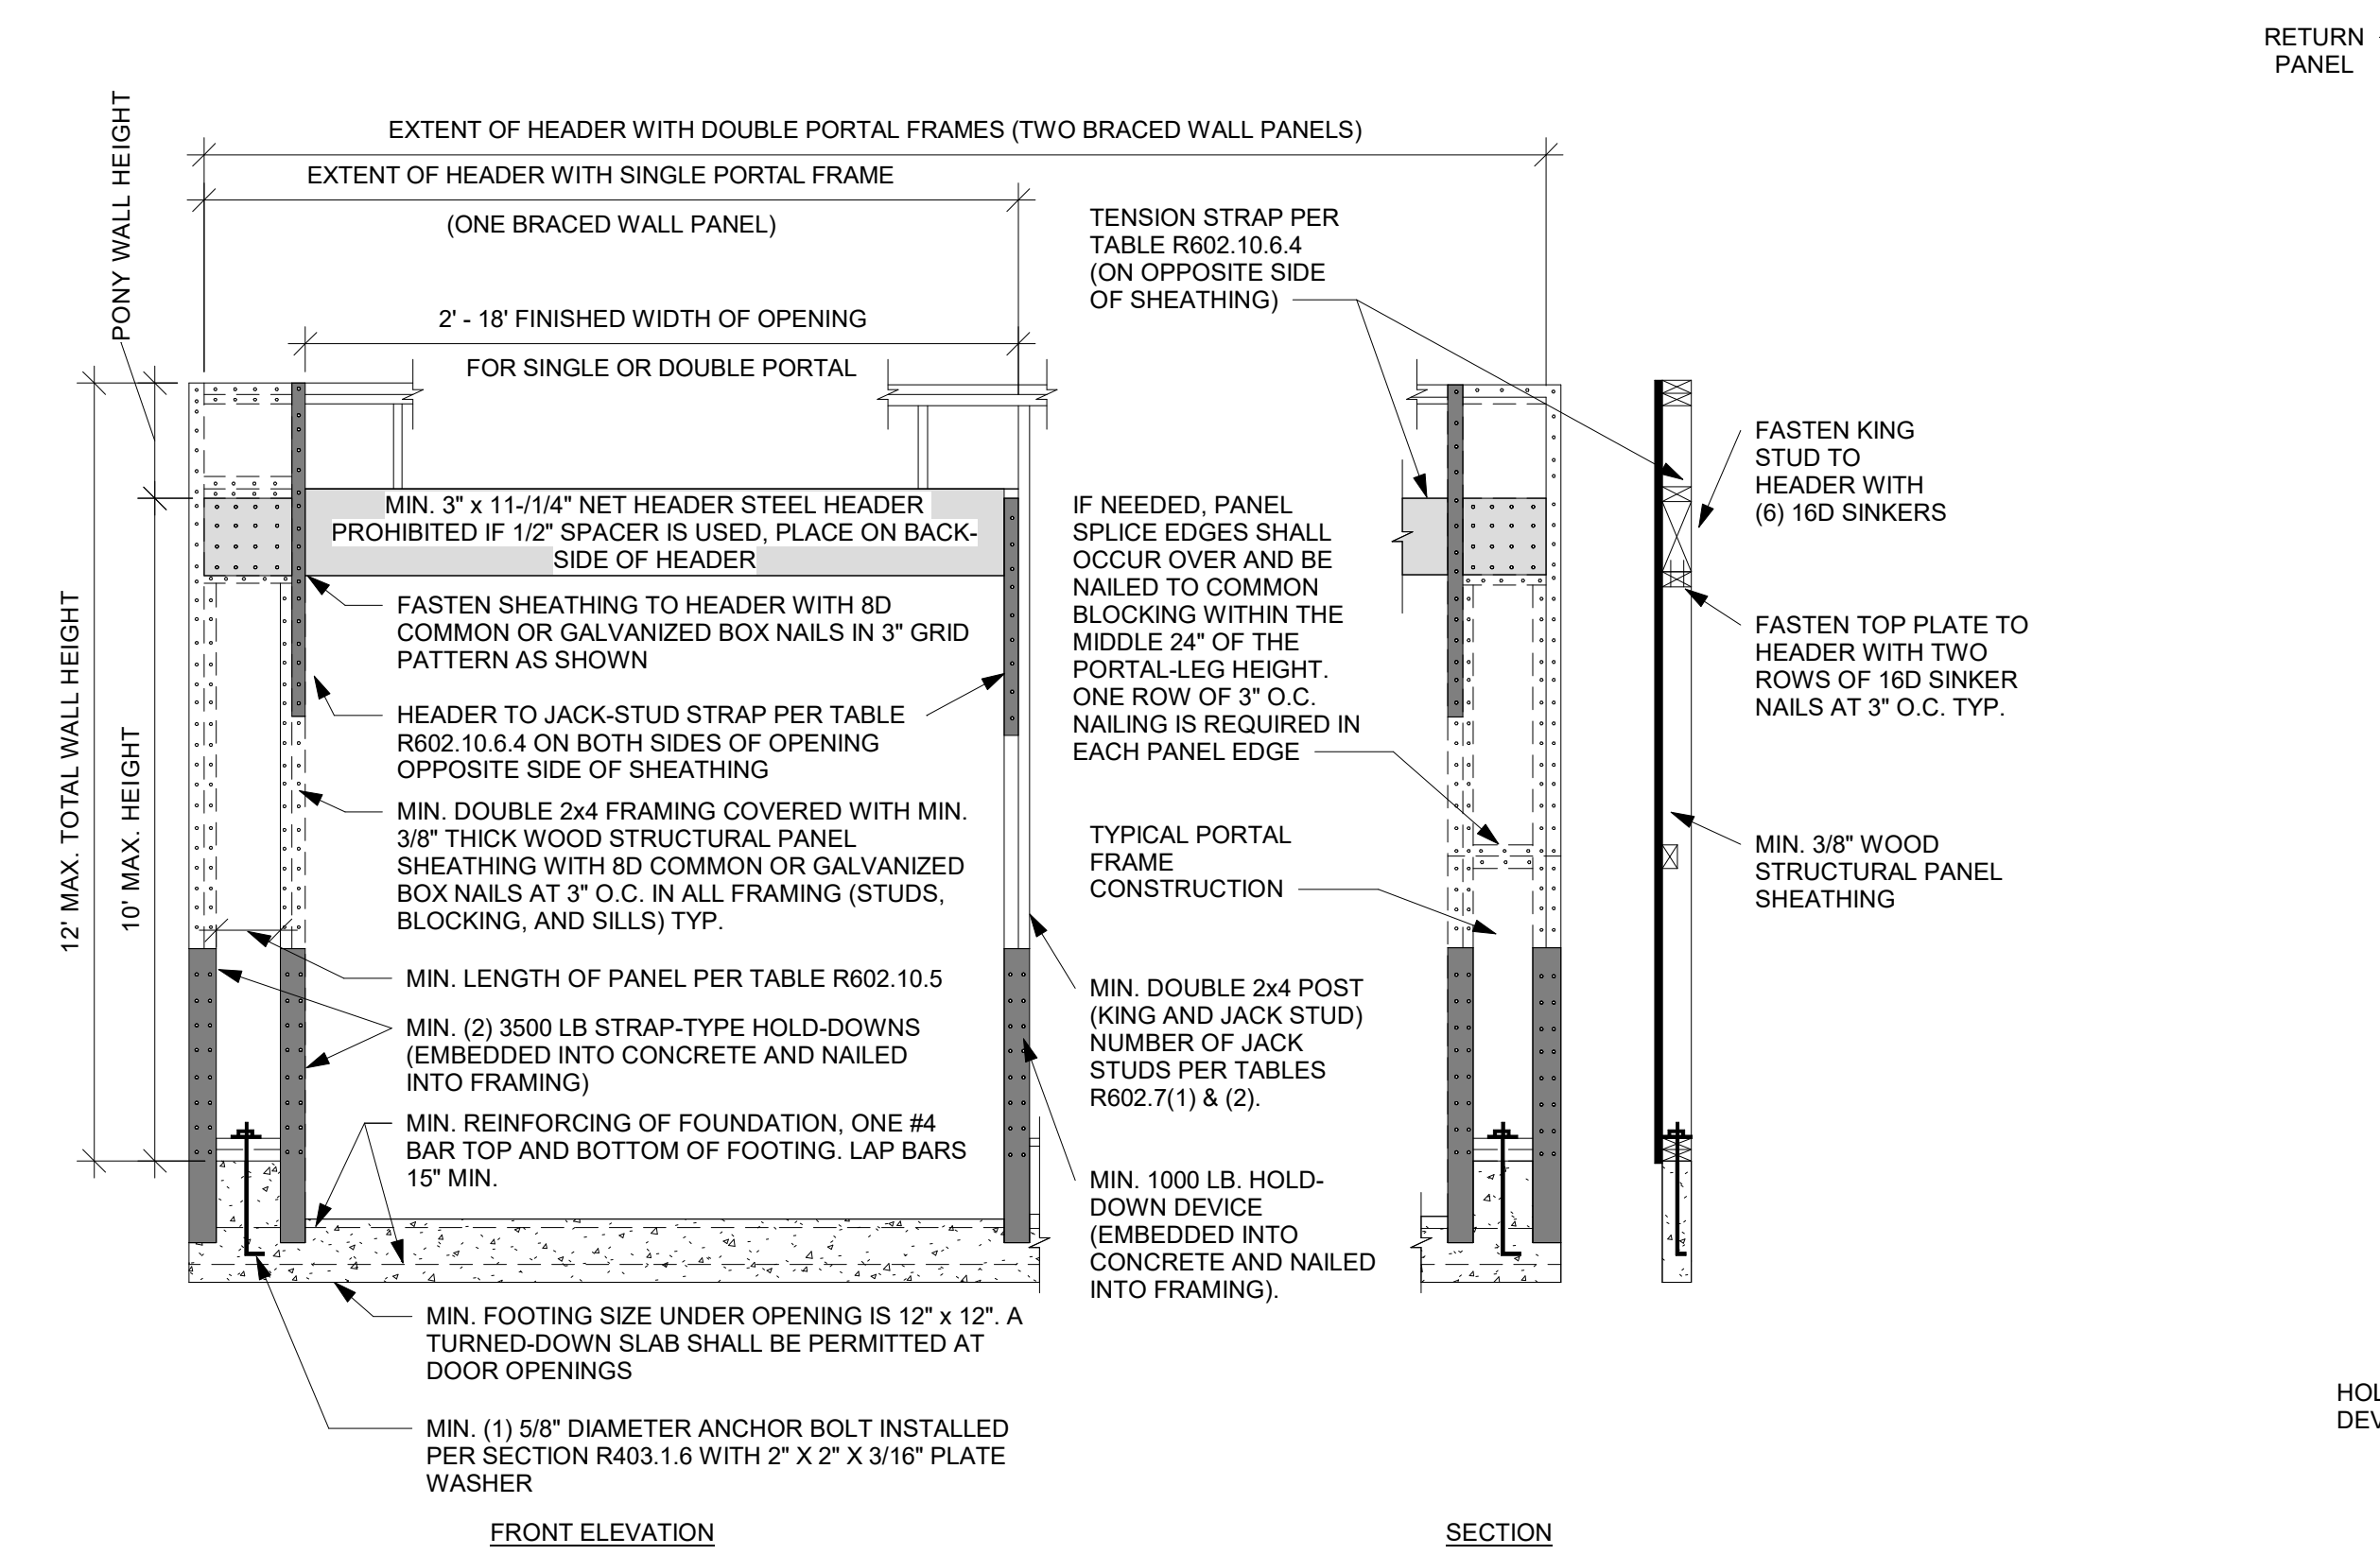 RETURN
PANEL
PONY WALL HEIGHT
EXTENT OF HEADER WITH DOUBLE PORTAL FRAMES (TWO BRACED WALL PANELS)
EXTENT OF HEADER WITH SINGLE PORTAL FRAME
(ONE BRACED WALL PANEL)
2' - 18' FINISHED WIDTH OF OPENING
FOR SINGLE OR DOUBLE PORTAL
TENSION STRAP PER
TABLE R602.10.6.4
(ON OPPOSITE SIDE
OF SHEATHING)
12' MAX. TOTAL WALL HEIGHT
10' MAX. HEIGHT
MIN. 3" x 11-/1/4" NET HEADER STEEL HEADER
PROHIBITED IF 1/2" SPACER IS USED, PLACE ON BACK-
SIDE OF HEADER
FASTEN SHEATHING TO HEADER WITH 8D
COMMON OR GALVANIZED BOX NAILS IN 3" GRID
PATTERN AS SHOWN
HEADER TO JACK-STUD STRAP PER TABLE
R602.10.6.4 ON BOTH SIDES OF OPENING
OPPOSITE SIDE OF SHEATHING
MIN. DOUBLE 2x4 FRAMING COVERED WITH MIN.
3/8" THICK WOOD STRUCTURAL PANEL
SHEATHING WITH 8D COMMON OR GALVANIZED
BOX NAILS AT 3" O.C. IN ALL FRAMING (STUDS,
BLOCKING, AND SILLS) TYP.
MIN. LENGTH OF PANEL PER TABLE R602.10.5
MIN. (2) 3500 LB STRAP-TYPE HOLD-DOWNS
(EMBEDDED INTO CONCRETE AND NAILED
INTO FRAMING)
MIN. REINFORCING OF FOUNDATION, ONE #4
BAR TOP AND BOTTOM OF FOOTING. LAP BARS
15" MIN.
MIN. FOOTING SIZE UNDER OPENING IS 12" x 12". A
TURNED-DOWN SLAB SHALL BE PERMITTED AT
DOOR OPENINGS
MIN. (1) 5/8" DIAMETER ANCHOR BOLT INSTALLED
PER SECTION R403.1.6 WITH 2" X 2" X 3/16" PLATE
WASHER
FRONT ELEVATION
IF NEEDED, PANEL
SPLICE EDGES SHALL
OCCUR OVER AND BE
NAILED TO COMMON
BLOCKING WITHIN THE
MIDDLE 24" OF THE
PORTAL-LEG HEIGHT.
ONE ROW OF 3" O.C.
NAILING IS REQUIRED IN
EACH PANEL EDGE
TYPICAL PORTAL
FRAME
CONSTRUCTION
MIN. DOUBLE 2x4 POST
(KING AND JACK STUD)
NUMBER OF JACK
STUDS PER TABLES
R602.7(1) & (2).
MIN. 1000 LB. HOLD-
DOWN DEVICE
(EMBEDDED INTO
CONCRETE AND NAILED
INTO FRAMING).
FASTEN KING
STUD TO
HEADER WITH
(6) 16D SINKERS
FASTEN TOP PLATE TO
HEADER WITH TWO
ROWS OF 16D SINKER
NAILS AT 3" O.C. TYP.
MIN. 3/8" WOOD
STRUCTURAL PANEL
SHEATHING
SECTION